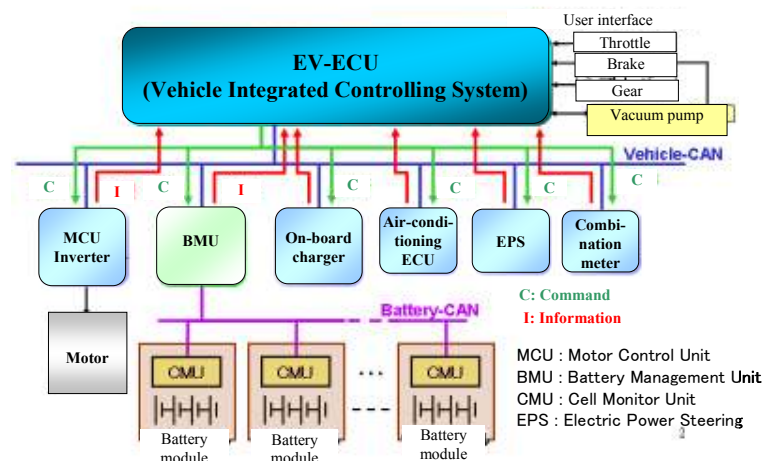 User interface
EV-ECU
(Vehicle Integrated Controlling System)
Throttle
Brake
Gear
Vacuum pump
Vehicle-CAN
C
I
C
I
C
C
C
C
MCU
Inverter
BMU
On-board
charger
Air-condi-
tioning
ECU
EPS
Combi-
nation
meter
C: Command
I: Information
Battery-CAN
Motor
CMU
CMU
...
CMU
Battery
module
Battery
module
Battery
module
MCU : Motor Control Unit
BMU : Battery Management Unit
CMU : Cell Monitor Unit
EPS : Electric Power Steering
2